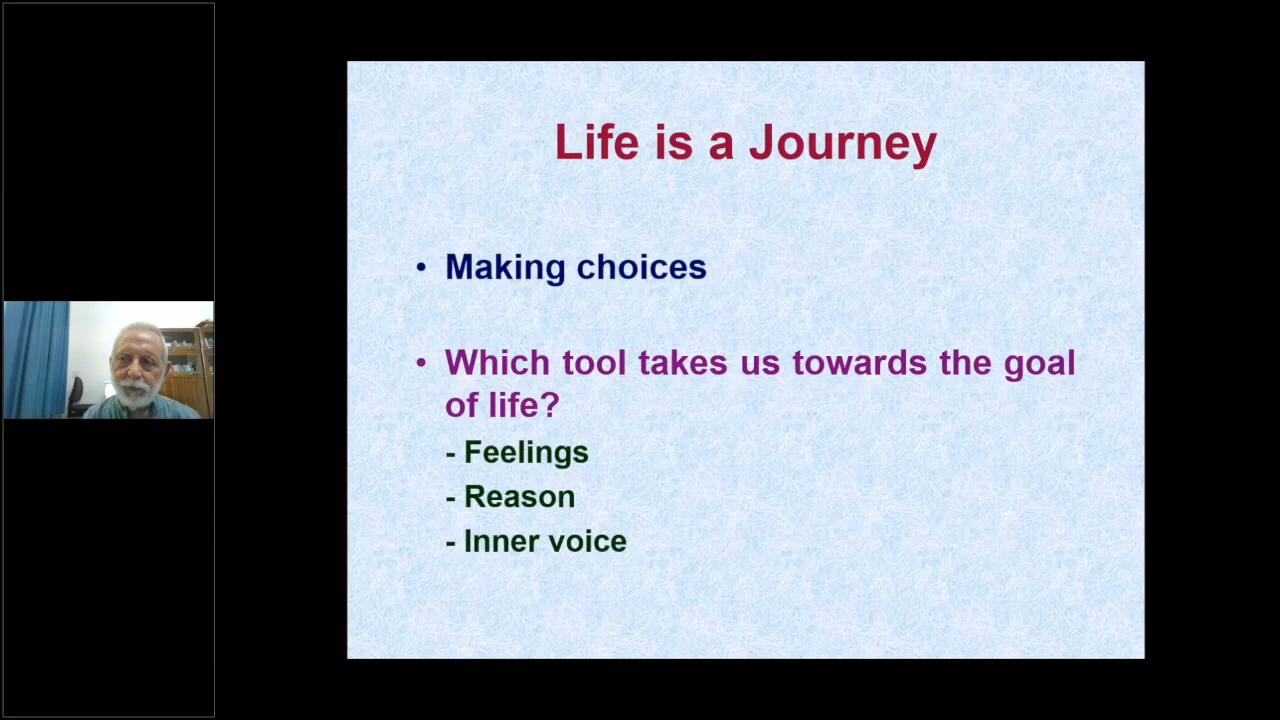 Life is a Journey
• Making choices
• Which tool takes us towards the goal
of life?
- Feelings
- Reason
- Inner voice